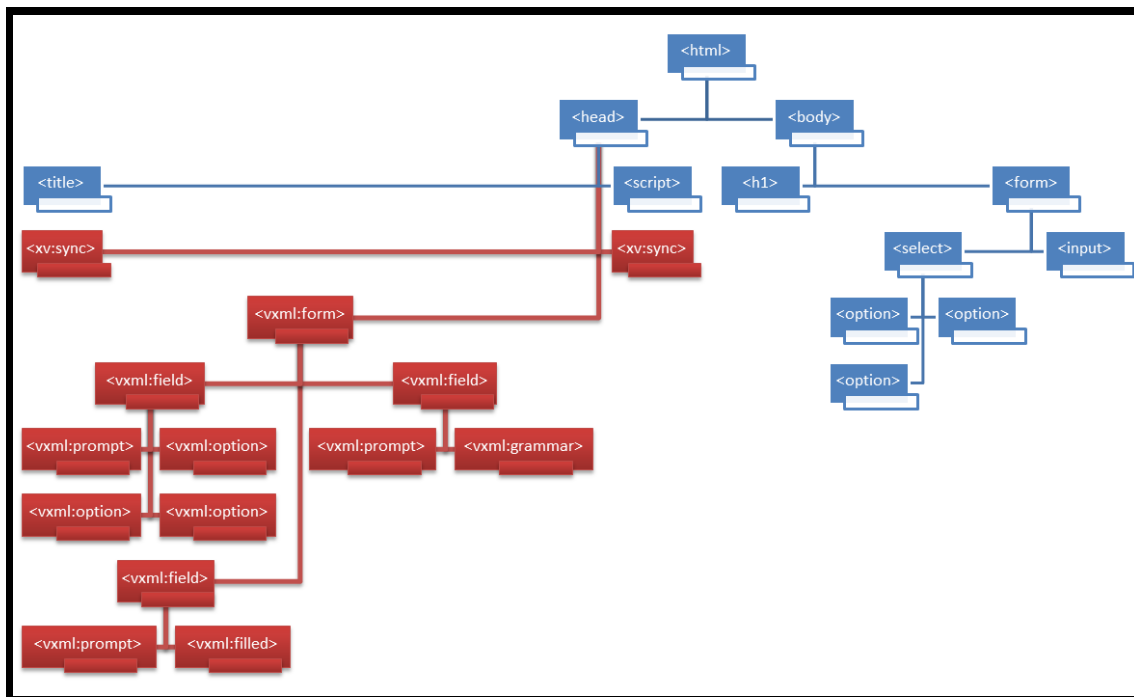 <html>
<head>
<body>
<title>
<script>
<h1>
<form>
<xv:sync>
<xv:sync>
<select>
<input>
<vxml:form>
<option>
<option>
<vxml:field>
<vxml:field>
<option>
<vxml:prompt>
<vxml:option>
<vxml:prompt>
<vxml:grammar>
<vxml:option>
<vxml:option>
<vxml:field>
<vxml:prompt>
<vxml:filled>